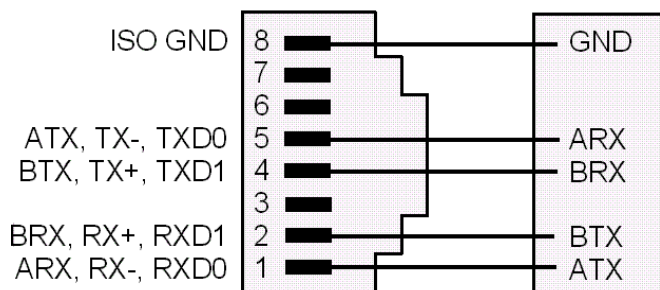 ISO GND 8 GND
7
6
ATX, TX-, TXD0 5 ARX
BTX, TX+, TXD1 4 BRX
3
BRX, RX+, RXD1 2 BTX
ARX, RX-, RXD0 1 ATX